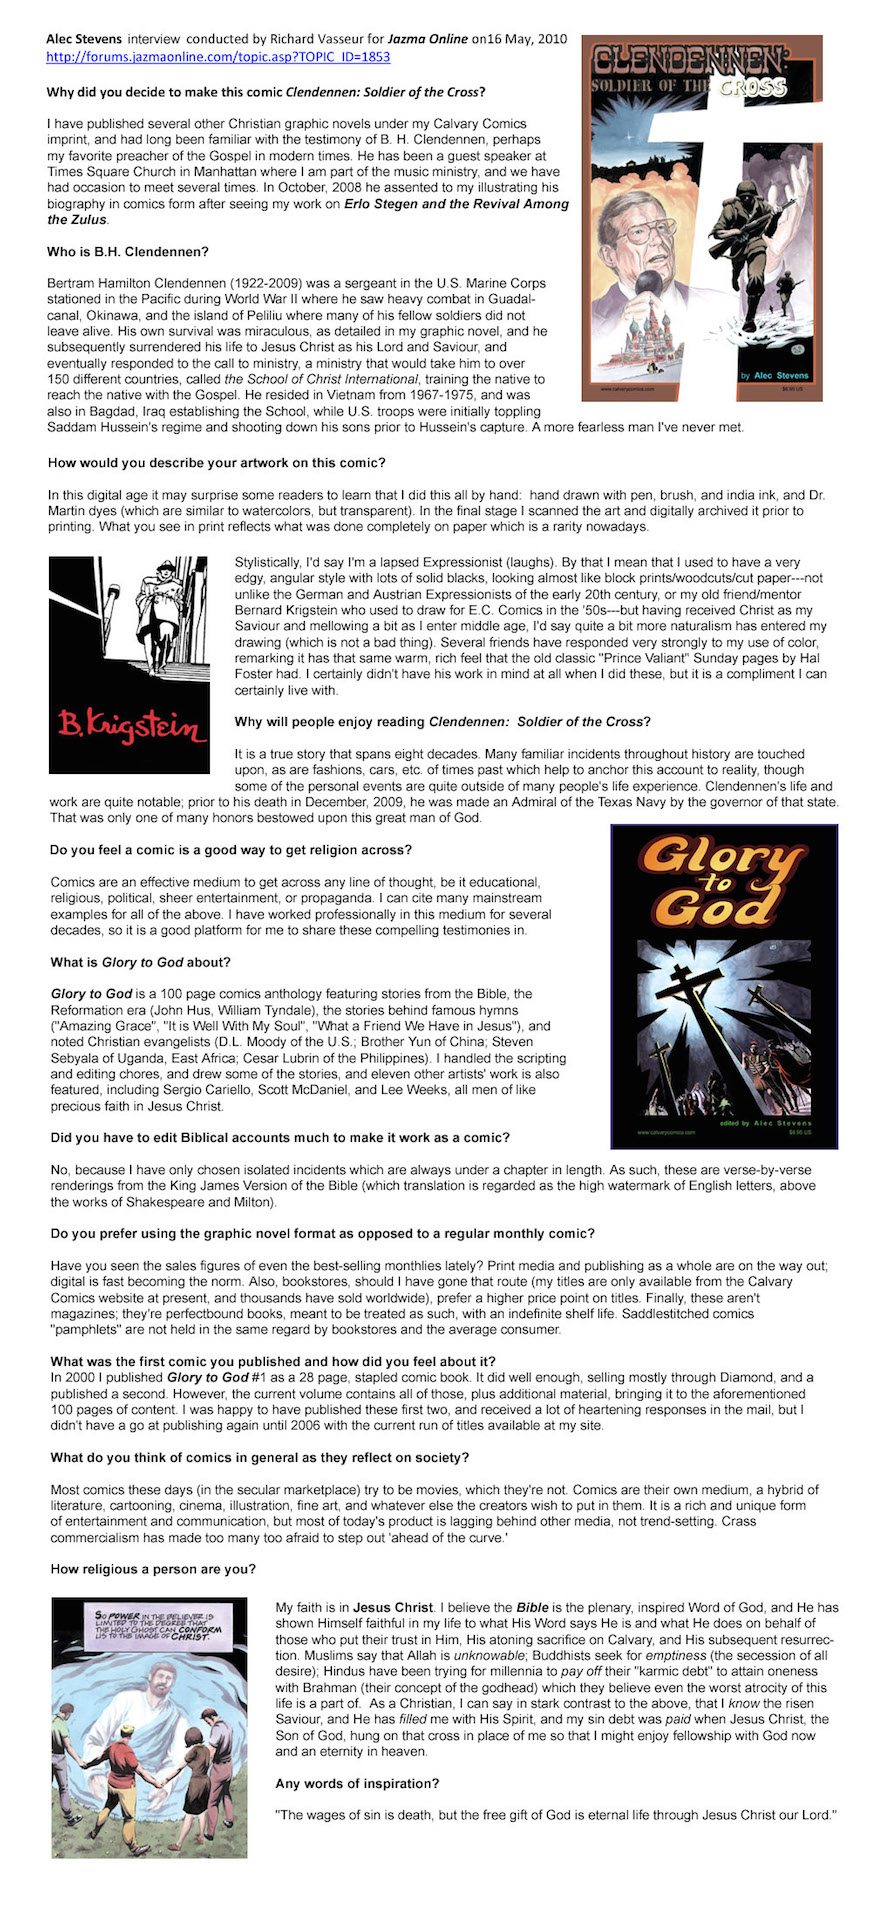 Alec Stevens interview conducted by Richard Vasseur for Jazma Online on16 May, 2010
http://forums.jazmaonline.com/topic.asp?TOPIC_ID=1853
CLENDENNEN:
SOLDIER OF THE CROSS
by Alec Stevens
www.calvarycomics.com
$6.95 US
Why did you decide to make this comic Clendennen: Soldier of the Cross?
I have published several other Christian graphic novels under my Calvary Comics
imprint, and had long been familiar with the testimony of B. H. Clendennen, perhaps
my favorite preacher of the Gospel in modern times. He has been a guest speaker at
Times Square Church in Manhattan where I am part of the music ministry, and we have
had occasion to meet several times. In October, 2008 he assented to my illustrating his
biography in comics form after seeing my work on Erlo Stegen and the Revival Among
the Zulus.
Who is B.H. Clendennen?
Bertram Hamilton Clendennen (1922-2009) was a sergeant in the U.S. Marine Corps
stationed in the Pacific during World War II where he saw heavy combat in Guadal-
canal, Okinawa, and the island of Peliliu where many of his fellow soldiers did not
leave alive. His own survival was miraculous, as detailed in my graphic novel, and he
subsequently surrendered his life to Jesus Christ as his Lord and Saviour, and
eventually responded to the call to ministry, a ministry that would take him to over
150 different countries, called the School of Christ International, training the native to
reach the native with the Gospel. He resided in Vietnam from 1967-1975, and was
also in Bagdad, Iraq establishing the School, while U.S. troops were initially toppling
Saddam Hussein's regime and shooting down his sons prior to Hussein's capture. A more fearless man I've never met.
How would you describe your artwork on this comic?
In this digital age it may surprise some readers to learn that I did this all by hand: hand drawn with pen, brush, and india ink, and Dr.
Martin dyes (which are similar to watercolors, but transparent). In the final stage I scanned the art and digitally archived it prior to
printing. What you see in print reflects what was done completely on paper which is a rarity nowadays.
B. Krigstein
Stylistically, I'd say I'm a lapsed Expressionist (laughs). By that I mean that I used to have a very
edgy, angular style with lots of solid blacks, looking almost like block prints/woodcuts/cut paper---not
unlike the German and Austrian Expressionists of the early 20th century, or my old friend/mentor
Bernard Krigstein who used to draw for E.C. Comics in the '50s---but having received Christ as my
Saviour and mellowing a bit as I enter middle age, I'd say quite a bit more naturalism has entered my
drawing (which is not a bad thing). Several friends have responded very strongly to my use of color,
remarking it has that same warm, rich feel that the old classic "Prince Valiant" Sunday pages by Hal
Foster had. I certainly didn't have his work in mind at all when I did these, but it is a compliment I can
certainly live with.
Why will people enjoy reading Clendennen: Soldier of the Cross?
It is a true story that spans eight decades. Many familiar incidents throughout history are touched
upon, as are fashions, cars, etc. of times past which help to anchor this account to reality, though
some of the personal events are quite outside of many people's life experience. Clendennen's life and
work are quite notable; prior to his death in December, 2009, he was made an Admiral of the Texas Navy by the governor of that state.
That was only one of many honors bestowed upon this great man of God.
Glory
to
God
edited by Alec Stevens
www.calvarycomics.com
$6.95 US
Do you feel a comic is a good way to get religion across?
Comics are an effective medium to get across any line of thought, be it educational,
religious, political, sheer entertainment, or propaganda. I can cite many mainstream
examples for all of the above. I have worked professionally in this medium for several
decades, so it is a good platform for me to share these compelling testimonies in.
What is Glory to God about?
Glory to God is a 100 page comics anthology featuring stories from the Bible, the
Reformation era (John Hus, William Tyndale), the stories behind famous hymns
("Amazing Grace", "It is Well With My Soul", "What a Friend We Have in Jesus"), and
noted Christian evangelists (D.L. Moody of the U.S.; Brother Yun of China; Steven
Sebyala of Uganda, East Africa; Cesar Lubrin of the Philippines). I handled the scripting
and editing chores, and drew some of the stories, and eleven other artists' work is also
featured, including Sergio Cariello, Scott McDaniel, and Lee Weeks, all men of like
precious faith in Jesus Christ.
Did you have to edit Biblical accounts much to make it work as a comic?
No, because I have only chosen isolated incidents which are always under a chapter in length. As such, these are verse-by-verse
renderings from the King James Version of the Bible (which translation is regarded as the high watermark of English letters, above
the works of Shakespeare and Milton).
Do you prefer using the graphic novel format as opposed to a regular monthly comic?
Have you seen the sales figures of even the best-selling monthlies lately? Print media and publishing as a whole are on the way out;
digital is fast becoming the norm. Also, bookstores, should I have gone that route (my titles are only available from the Calvary
Comics website at present, and thousands have sold worldwide), prefer a higher price point on titles. Finally, these aren't
magazines; they're perfectbound books, meant to be treated as such, with an indefinite shelf life. Saddlestitched comics
"pamphlets" are not held in the same regard by bookstores and the average consumer.
What was the first comic you published and how did you feel about it?
In 2000 I published Glory to God #1 as a 28 page, stapled comic book. It did well enough, selling mostly through Diamond, and a
published a second. However, the current volume contains all of those, plus additional material, bringing it to the aforementioned
100 pages of content. I was happy to have published these first two, and received a lot of heartening responses in the mail, but I
didn't have a go at publishing again until 2006 with the current run of titles available at my site.
What do you think of comics in general as they reflect on society?
Most comics these days (in the secular marketplace) try to be movies, which they're not. Comics are their own medium, a hybrid of
literature, cartooning, cinema, illustration, fine art, and whatever else the creators wish to put in them. It is a rich and unique form
of entertainment and communication, but most of today's product is lagging behind other media, not trend-setting. Crass
commercialism has made too many too afraid to step out 'ahead of the curve.'
How religious a person are you?
SO POWER IN THE BELIEVER IS
LIMITED TO THE DEGREE THAT
THE HOLY GHOST CAN CONFORM
US TO THE IMAGE OF CHRIST.
My faith is in Jesus Christ. I believe the Bible is the plenary, inspired Word of God, and He has
shown Himself faithful in my life to what His Word says He is and what He does on behalf of
those who put their trust in Him, His atoning sacrifice on Calvary, and His subsequent resurrec-
tion. Muslims say that Allah is unknowable; Buddhists seek for emptiness (the secession of all
desire); Hindus have been trying for millennia to pay off their "karmic debt" to attain oneness
with Brahman (their concept of the godhead) which they believe even the worst atrocity of this
life is a part of. As a Christian, I can say in stark contrast to the above, that I know the risen
Saviour, and He has filled me with His Spirit, and my sin debt was paid when Jesus Christ, the
Son of God, hung on that cross in place of me so that I might enjoy fellowship with God now
and an eternity in heaven.
Any words of inspiration?
"The wages of sin is death, but the free gift of God is eternal life through Jesus Christ our Lord."